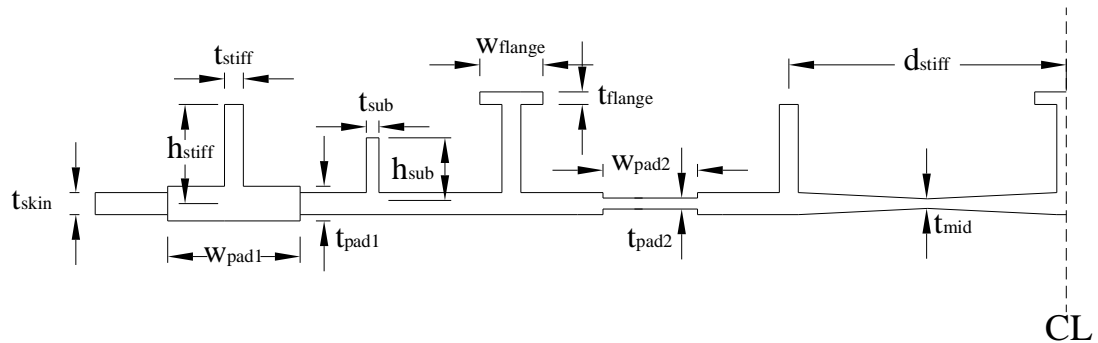 tstiff
wflange
dstiff
tflange
tsub
hstiff
hsub
wpad2
tskin
tpad1
tpad2
tmid
wpad1
CL